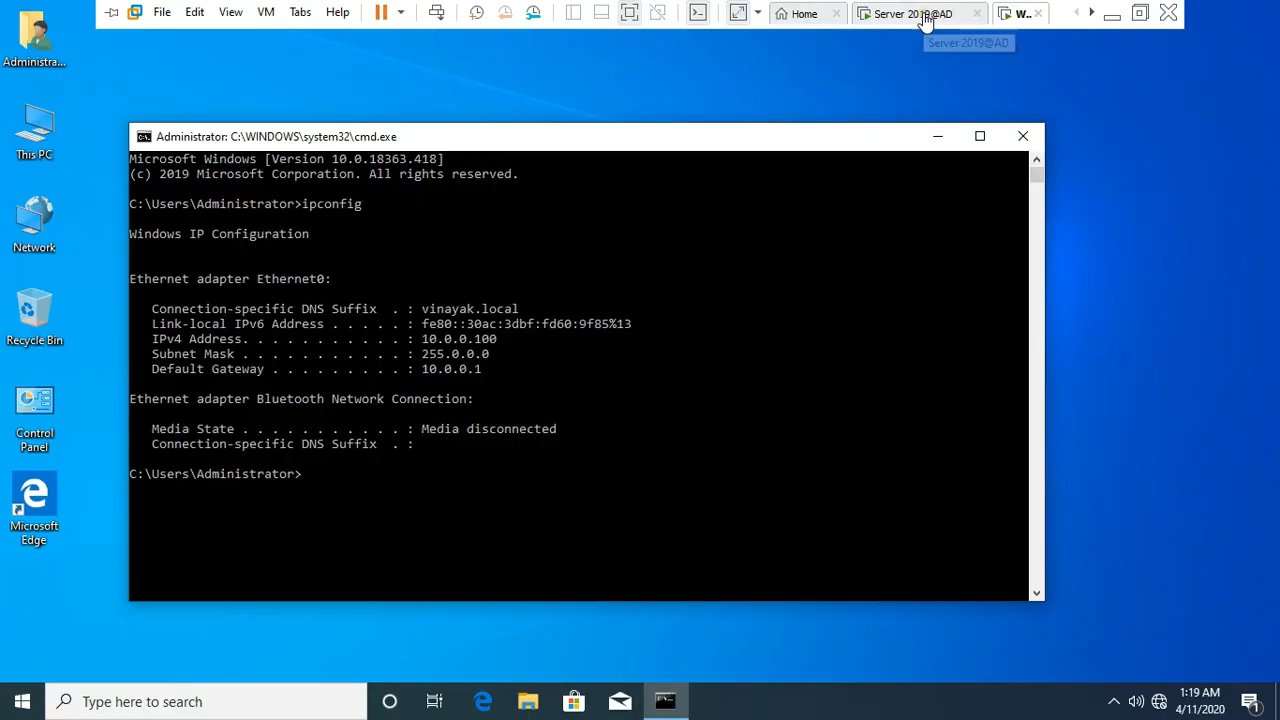 File Edit View VM Tabs Help Home Server 2019@AD W..
Server 2019@AD
Administra...
This PC
Network
Recycle Bin
Control
Panel
Microsoft
Edge
Administrator: C:\WINDOWS\system32\cmd.exe
Microsoft Windows [Version 10.0.18363.418]
(c) 2019 Microsoft Corporation. All rights reserved.
C:\Users\Administrator>ipconfig
Windows IP Configuration
Ethernet adapter Ethernet0:
Connection-specific DNS Suffix . : vinayak.local
Link-local IPv6 Address . . . . . : fe80::30ac:3dbf:fd60:9f85%13
IPv4 Address. . . . . . . . . . . : 10.0.0.100
Subnet Mask . . . . . . . . . . . : 255.0.0.0
Default Gateway . . . . . . . . . : 10.0.0.1
Ethernet adapter Bluetooth Network Connection:
Media State . . . . . . . . . . . : Media disconnected
Connection-specific DNS Suffix . :
C:\Users\Administrator>
Type here to search
1:19 AM
4/11/2020
1